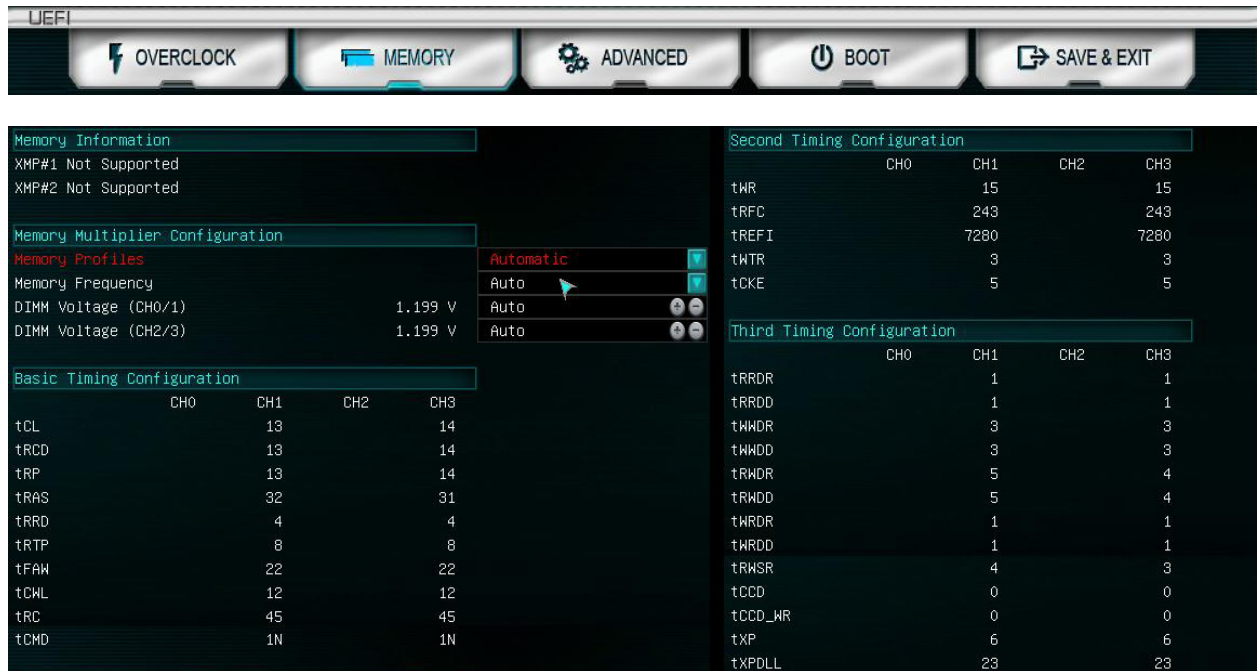 UEFI
OVERCLOCK MEMORY ADVANCED BOOT SAVE & EXIT
Memory Information
XMP#1 Not Supported
XMP#2 Not Supported
Memory Multiplier Configuration
Memory Profiles Automatic
Memory Frequency Auto
DIMM Voltage (CH0/1) 1.199 V Auto
DIMM Voltage (CH2/3) 1.199 V Auto
Basic Timing Configuration
CH0 CH1 CH2 CH3
tCL 13 14
tRCD 13 14
tRP 13 14
tRAS 32 31
tRRD 4 4
tRTP 8 8
tFAW 22 22
tCWL 12 12
tRC 45 45
tCMD 1N 1N
Second Timing Configuration
CH0 CH1 CH2 CH3
tWR 15 15
tRFC 243 243
tREFI 7280 7280
tWTR 3 3
tCKE 5 5
Third Timing Configuration
CH0 CH1 CH2 CH3
tRRDR 1 1
tRRDD 1 1
tWWDR 3 3
tWWDD 3 3
tRWDR 5 4
tRWDD 5 4
tWRDR 1 1
tWRDD 1 1
tRWSR 4 3
tCCD 0 0
tCCD_WR 0 0
tXP 6 6
tXPDLL 23 23